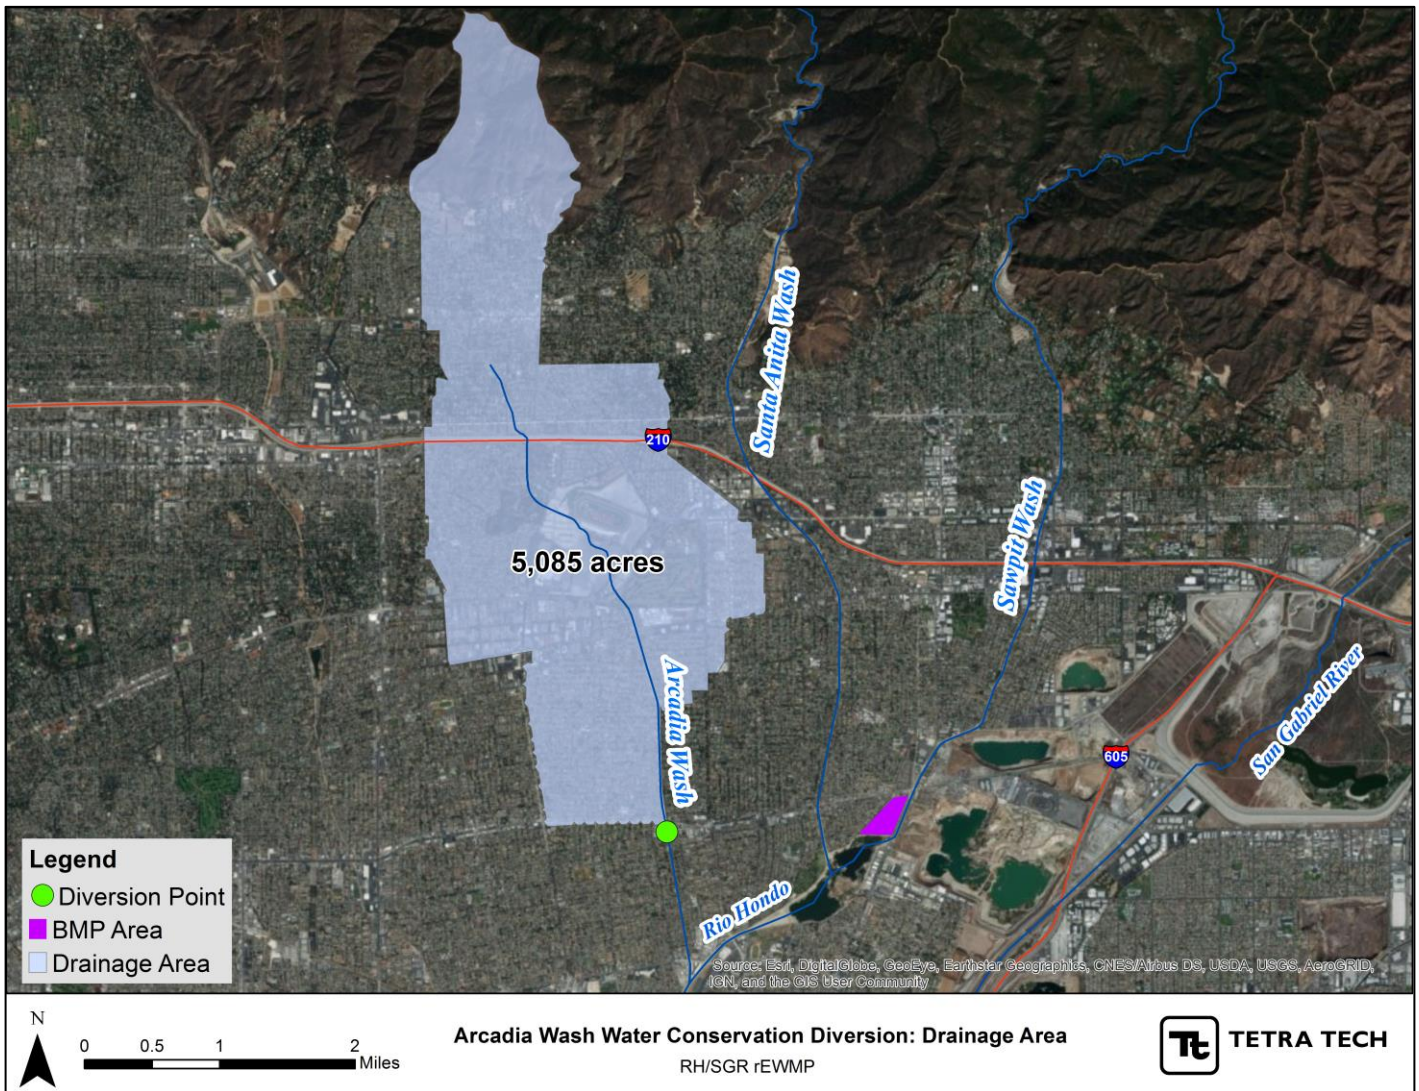 Santa Anita Wash
210
Sawpit Wash
5,085 acres
Arcadia Wash
San Gabriel River
605
Rio Hondo
Legend
Diversion Point
BMP Area
Drainage Area
Source: Esri, DigitalGlobe, GeoEye, Earthstar Geographics, CNES/Airbus DS, USDA, USGS, AeroGRID,
IGN, and the GIS User Community
N
0 0.5 1 2
Miles
Arcadia Wash Water Conservation Diversion: Drainage Area
RH/SGR rEWMP
Tt TETRA TECH